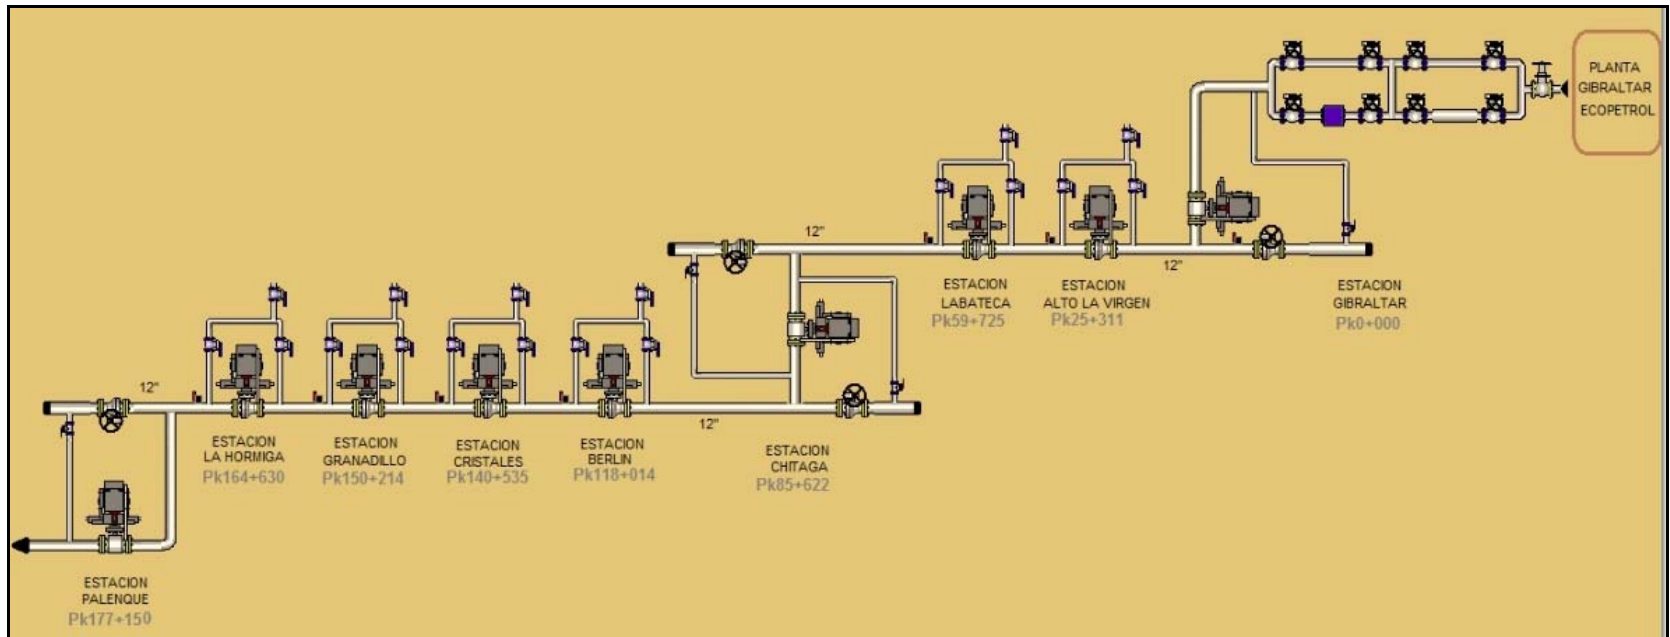 PLANTA
GIBRALTAR
ECOPETROL
12"
12"
ESTACION
LABATECA
Pk59+725
ESTACION
ALTO LA VIRGEN
Pk25+311
ESTACION
GIBRALTAR
Pk0+000
12"
12"
ESTACION
LA HORMIGA
Pk164+630
ESTACION
GRANADILLO
Pk150+214
ESTACION
CRISTALES
Pk140+535
ESTACION
BERLIN
Pk118+014
ESTACION
CHITAGA
Pk85+622
ESTACION
PALENQUE
Pk177+150